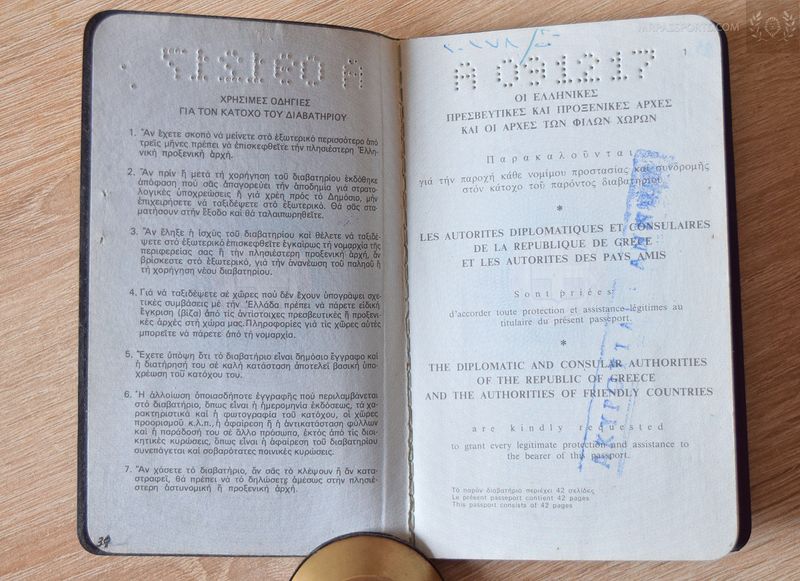 ΧΡΗΣΙΜΕΣ ΟΔΗΓΙΕΣ
ΓΙΑ ΤΟΝ ΚΑΤΟΧΟ ΤΟΥ ΔΙΑΒΑΤΗΡΙΟΥ
1. Ἄν ἔχετε σκοπό νά μείνετε στό ἐξωτερικό περισσότερο ἀπό
τρεῖς μῆνες πρέπει νά ἐπισκεφθεῖτε τήν πλησιέστερη Ἑλλη-
νική προξενική ἀρχή.
2. Ἄν πρίν ἤ μετά τή χορήγηση τοῦ διαβατηρίου ἐκδόθηκε
ἀπόφαση πού σᾶς ἀπαγορεύει τήν ἀποδημία γιά στρατο-
λογικές ὑποχρεώσεις ἤ γιά χρέη πρός τό Δημόσιο, μήν
ἐπιχειρήσετε νά ταξιδέψετε στό ἐξωτερικό. Θά σᾶς στα-
ματήσουν στήν ἔξοδο καί θά ταλαιπωρηθεῖτε.
3. Ἄν ἔληξε ἡ ἰσχύς τοῦ διαβατηρίου καί θέλετε νά ταξιδέ-
ψετε στό ἐξωτερικό ἐπισκεφθεῖτε ἐγκαίρως τή νομαρχία τῆς
περιφερείας σας ἤ τήν πλησιέστερη προξενική ἀρχή, ἄν
βρίσκεστε στό ἐξωτερικό, γιά τήν ἀνανέωση τοῦ παληοῦ ἤ
τή χορήγηση νέου διαβατηρίου.
4. Γιά νά ταξιδέψετε σέ χῶρες πού δέν ἔχουν ὑπογράψει σχε-
τικές συμβάσεις μέ τήν Ἑλλάδα πρέπει νά πάρετε εἰδική
ἔγκριση (βίζα) ἀπό τίς ἀντίστοιχες πρεσβευτικές ἤ προξενι-
κές ἀρχές στή χώρα μας. Πληροφορίες γιά τίς χῶρες αὐτές
μπορεῖτε νά πάρετε ἀπό τή νομαρχία.
5. Ἔχετε ὑπόψη ὅτι τό διαβατήριο εἶναι δημόσιο ἔγγραφο καί
ἡ διατήρησή του σέ καλή κατάσταση ἀποτελεῖ βασική ὑπο-
χρέωση τοῦ κατόχου του.
6. Ἡ ἀλλοίωση ὁποιασδήποτε ἐγγραφῆς πού περιλαμβάνεται
στό διαβατήριο, ὅπως εἶναι ἡ ἡμερομηνία ἐκδόσεως, τά χα-
ρακτηριστικά καί ἡ φωτογραφία τοῦ κατόχου, οἱ χῶρες
προορισμοῦ κ.λ.π., ἡ ἀφαίρεση ἤ ἡ ἀντικατάσταση φύλλων
καί ἡ παράδοσή του σέ ἄλλο πρόσωπο, ἐκτός ἀπό τίς διοι-
κητικές κυρώσεις, ὅπως εἶναι ἡ ἀφαίρεση τοῦ διαβατηρίου
συνεπάγεται καί σοβαρότατες ποινικές κυρώσεις.
7. Ἄν χάσετε τό διαβατήριο, ἄν σᾶς τό κλέψουν ἤ ἄν κατα-
στραφεῖ, θά πρέπει νά τό δηλώσετε ἀμέσως στήν πλησιέ-
στερη ἀστυνομική ἤ προξενική ἀρχή.
1
A 091217
ΟΙ ΕΛΛΗΝΙΚΕΣ
ΠΡΕΣΒΕΥΤΙΚΕΣ ΚΑΙ ΠΡΟΞΕΝΙΚΕΣ ΑΡΧΕΣ
ΚΑΙ ΟΙ ΑΡΧΕΣ ΤΩΝ ΦΙΛΩΝ ΧΩΡΩΝ
Παρακαλοῦνται
γιά τήν παροχή κάθε νομίμου προστασίας καί συνδρομῆς
στόν κάτοχο τοῦ παρόντος διαβατηρίου
*
LES AUTORITES DIPLOMATIQUES ET CONSULAIRES
DE LA REPUBLIQUE DE GRECE
ET LES AUTORITES DES PAYS AMIS
Sont priées
d'accorder toute protection et assistance légitimes au
titulaire du présent passeport.
*
THE DIPLOMATIC AND CONSULAR AUTHORITIES
OF THE REPUBLIC OF GREECE
AND THE AUTHORITIES OF FRIENDLY COUNTRIES
are kindly requested
to grant every legitimate protection and assistance to
the bearer of this passport.
Τό παρόν διαβατήριο περιέχει 42 σελίδες
Le présent passeport contient 42 pages
This passport consists of 42 pages